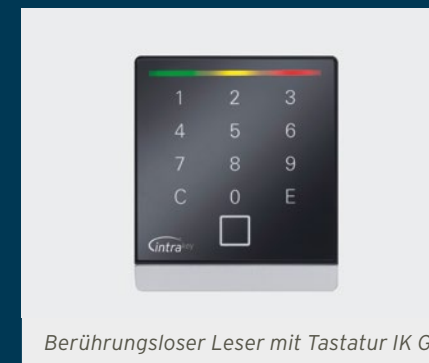 1 2 3
4 5 6
7 8 9
C 0 E
intrakey
Berührungsloser Leser mit Tastatur IK G